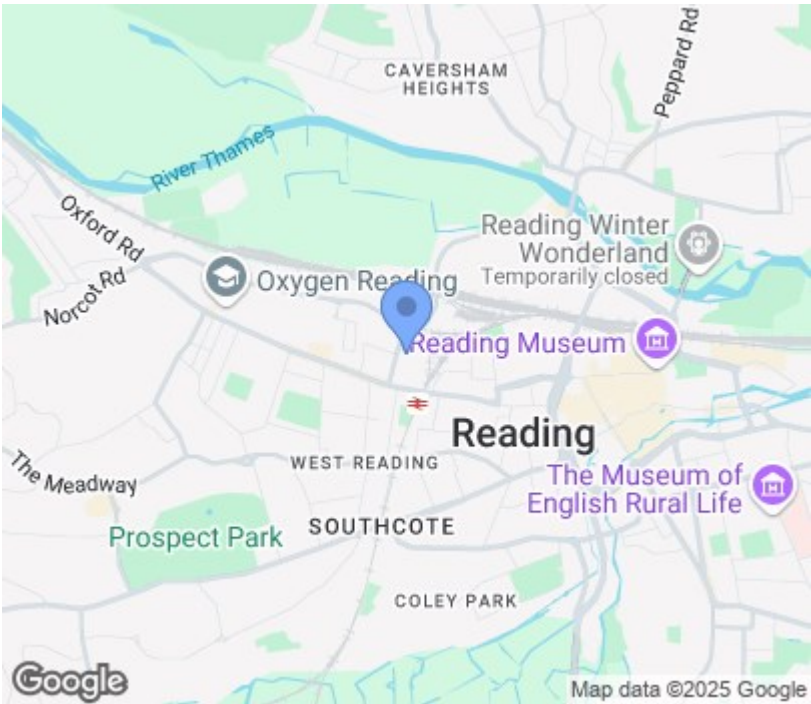 CAVERSHAM
HEIGHTS
Peppard Rd
River Thames
Oxford Rd
Norcot Rd
Reading Winter
Wonderland
Temporarily closed
Oxygen Reading
Reading Museum
Reading
WEST READING
The Meadway
The Museum of
English Rural Life
SOUTHCOTE
Prospect Park
COLEY PARK
Google
Map data ©2025 Google